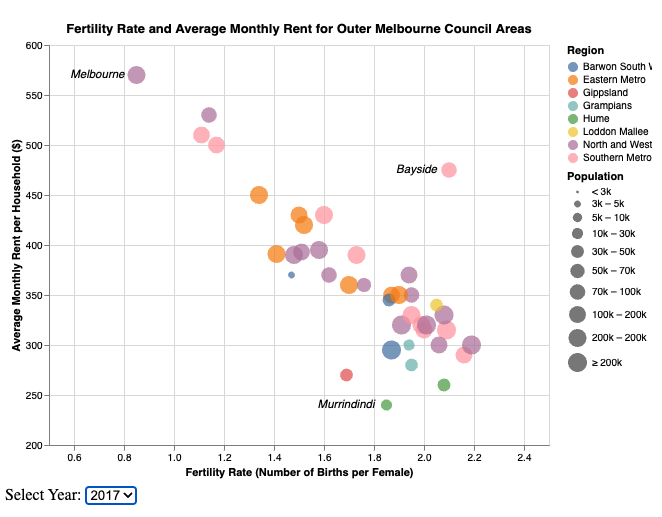 Fertility Rate and Average Monthly Rent for Outer Melbourne Council Areas
600
550
500
450
400
350
300
250
200
Average Monthly Rent per Household ($)
Melbourne
Bayside
Murrindindi
0.6 0.8 1.0 1.2 1.4 1.6 1.8 2.0 2.2 2.4
Fertility Rate (Number of Births per Female)
Region
Barwon South W
Eastern Metro
Gippsland
Grampians
Hume
Loddon Mallee
North and West
Southern Metro
Population
< 3k
3k – 5k
5k – 10k
10k – 30k
30k – 50k
50k – 70k
70k – 100k
100k – 200k
200k – 200k
≥ 200k
Select Year: 2017